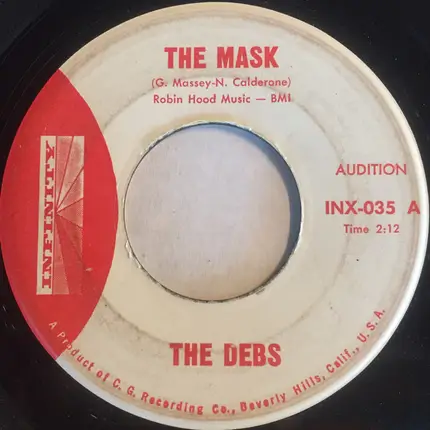 THE MASK
(G. Massey-N. Calderone)
Robin Hood Music — BMI
INFINITY
AUDITION
INX-035 A
Time 2:12
THE DEBS
A Product of C. G. Recording Co., Beverly Hills, Calif., U.S.A.